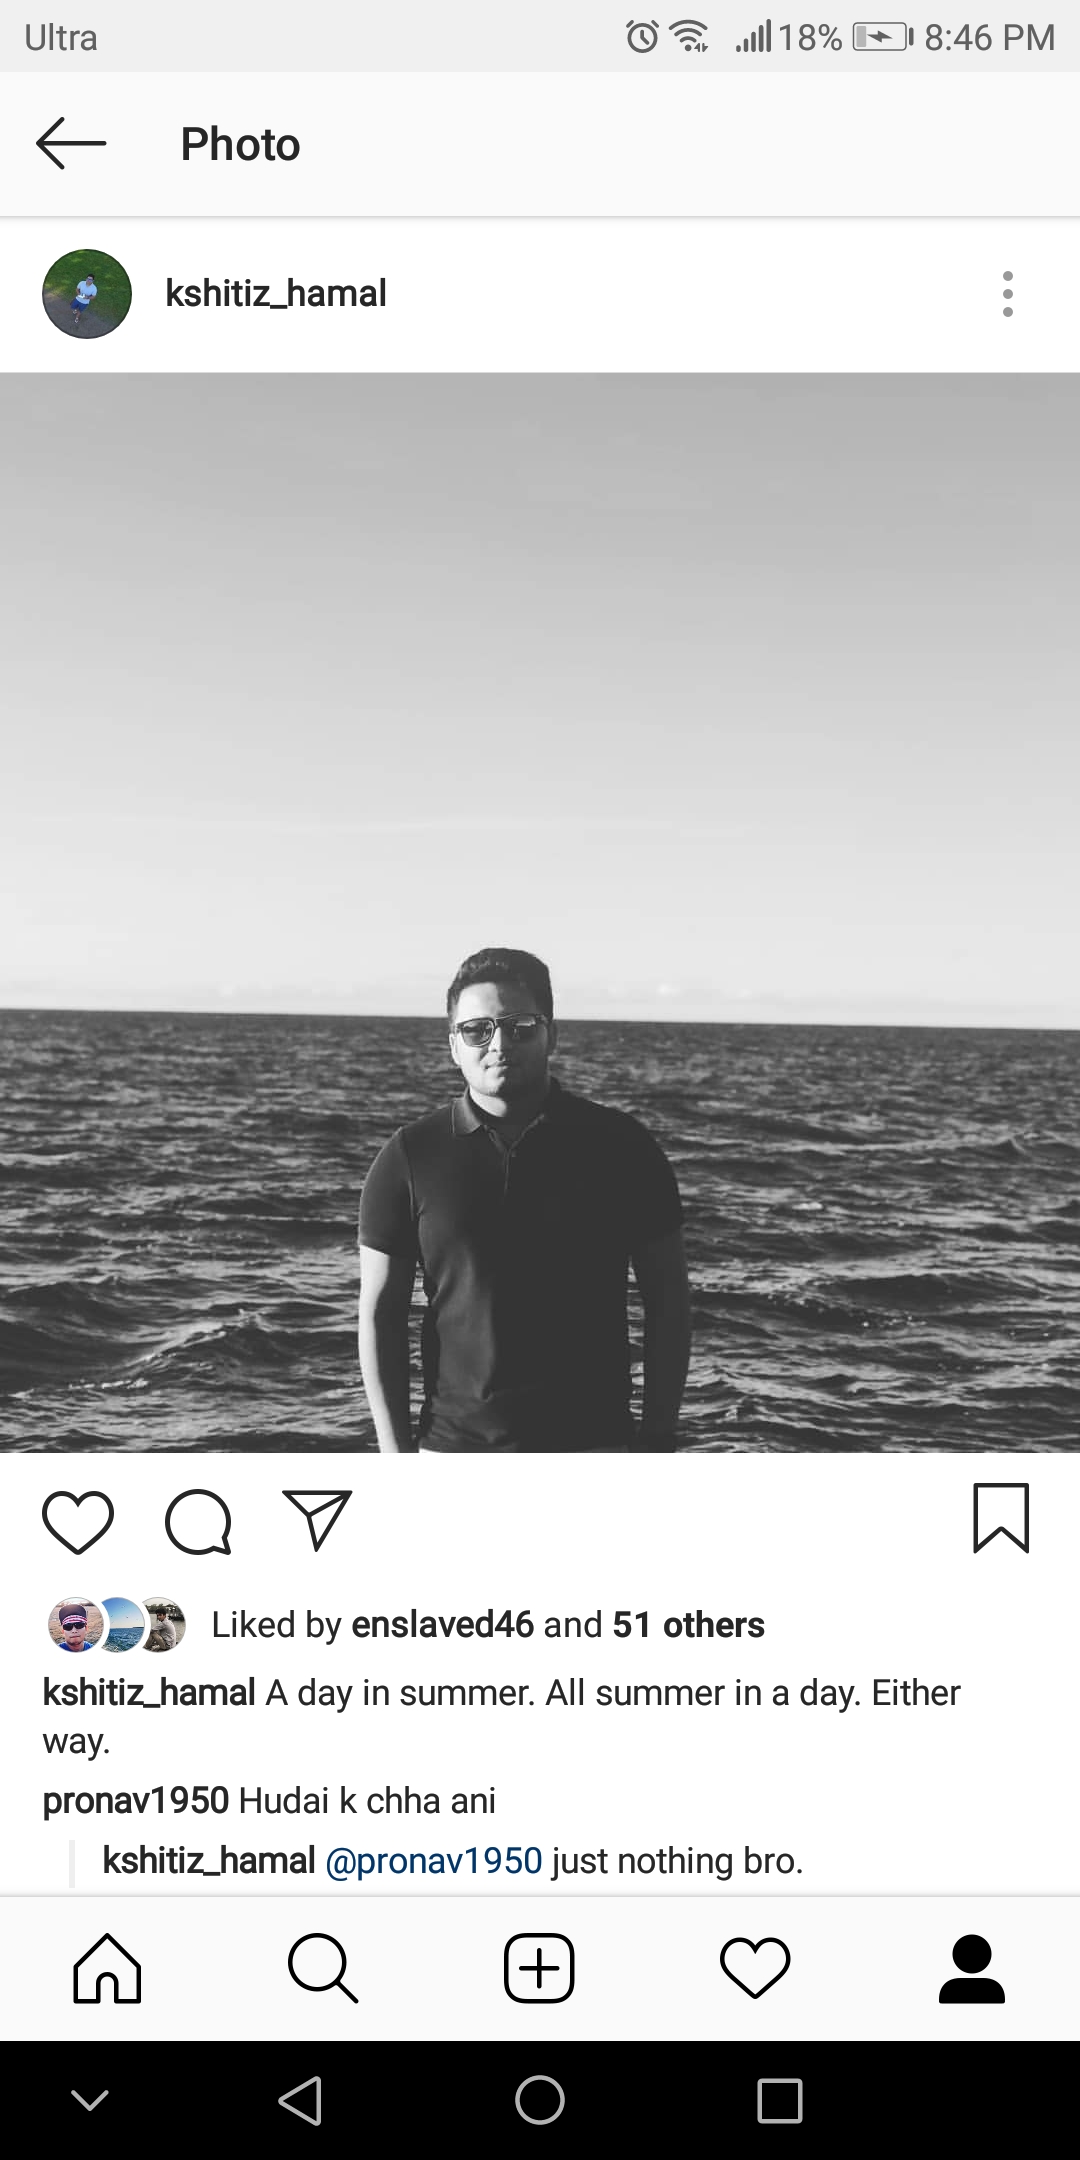 Ultra 18% 8:46 PM
Photo
kshitiz_hamal
Liked by enslaved46 and 51 others
kshitiz_hamal A day in summer. All summer in a day. Either
way.
pronav1950 Hudai k chha ani
kshitiz_hamal @pronav1950 just nothing bro.